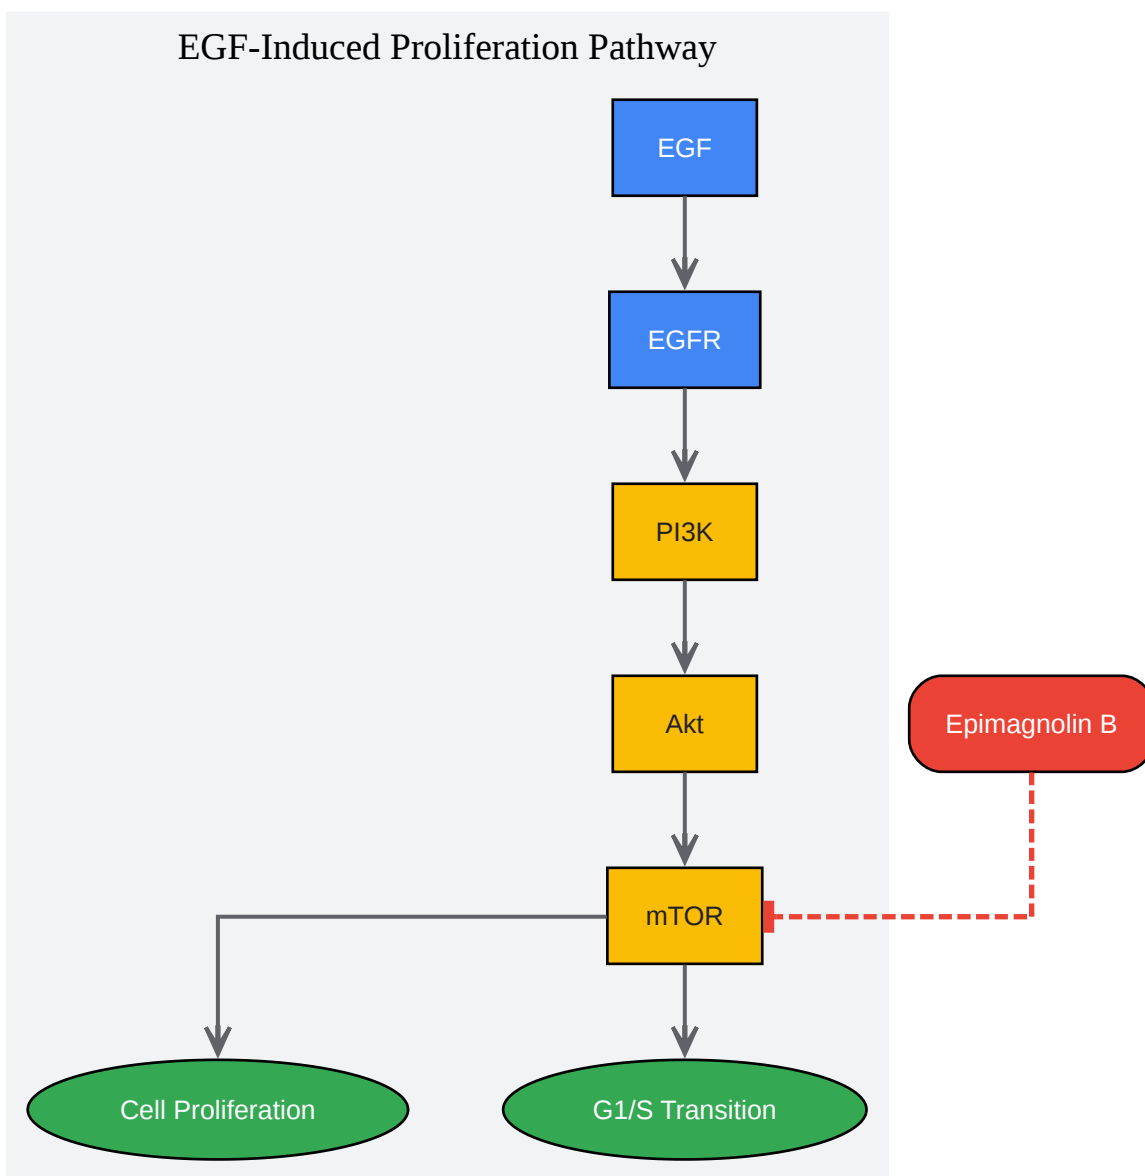 EGF-Induced Proliferation Pathway
EGF
EGFR
PI3K
Akt
Epimagnolin B
mTOR
Cell Proliferation
G1/S Transition